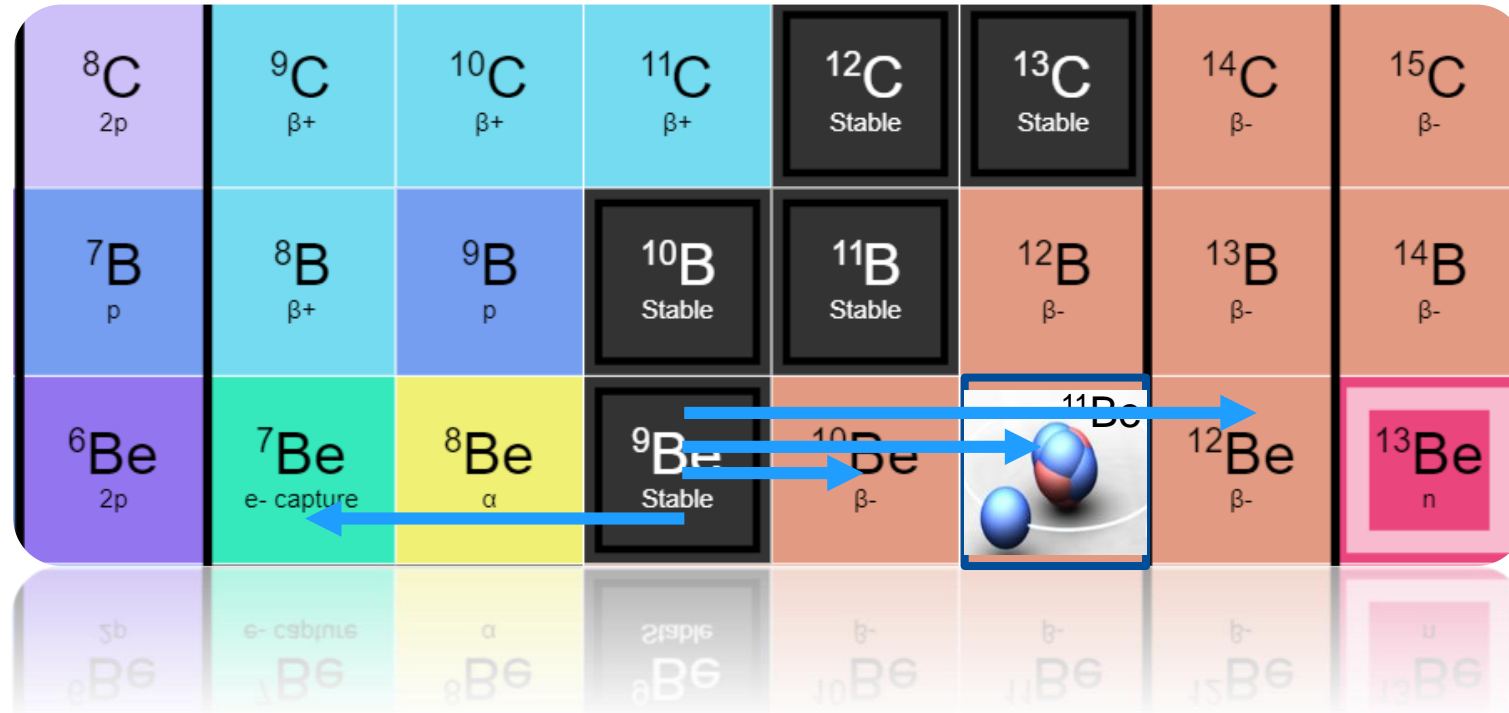 ⁸C ⁹C ¹⁰C ¹¹C ¹²C ¹³C ¹⁴C ¹⁵C
2p β+ β+ β+ Stable Stable β- β-
⁷B ⁸B ⁹B ¹⁰B ¹¹B ¹²B ¹³B ¹⁴B
p β+ p Stable Stable β- β- β-
⁶Be ⁷Be ⁸Be ⁹Be ¹⁰Be ¹¹Be ¹²Be ¹³Be
2p e- capture α Stable β- β- n